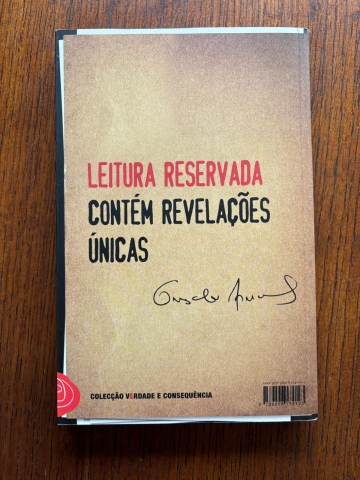 LEITURA RESERVADA
CONTÉM REVELAÇÕES
ÚNICAS
COLECÇÃO VERDADE E CONSEQUÊNCIA